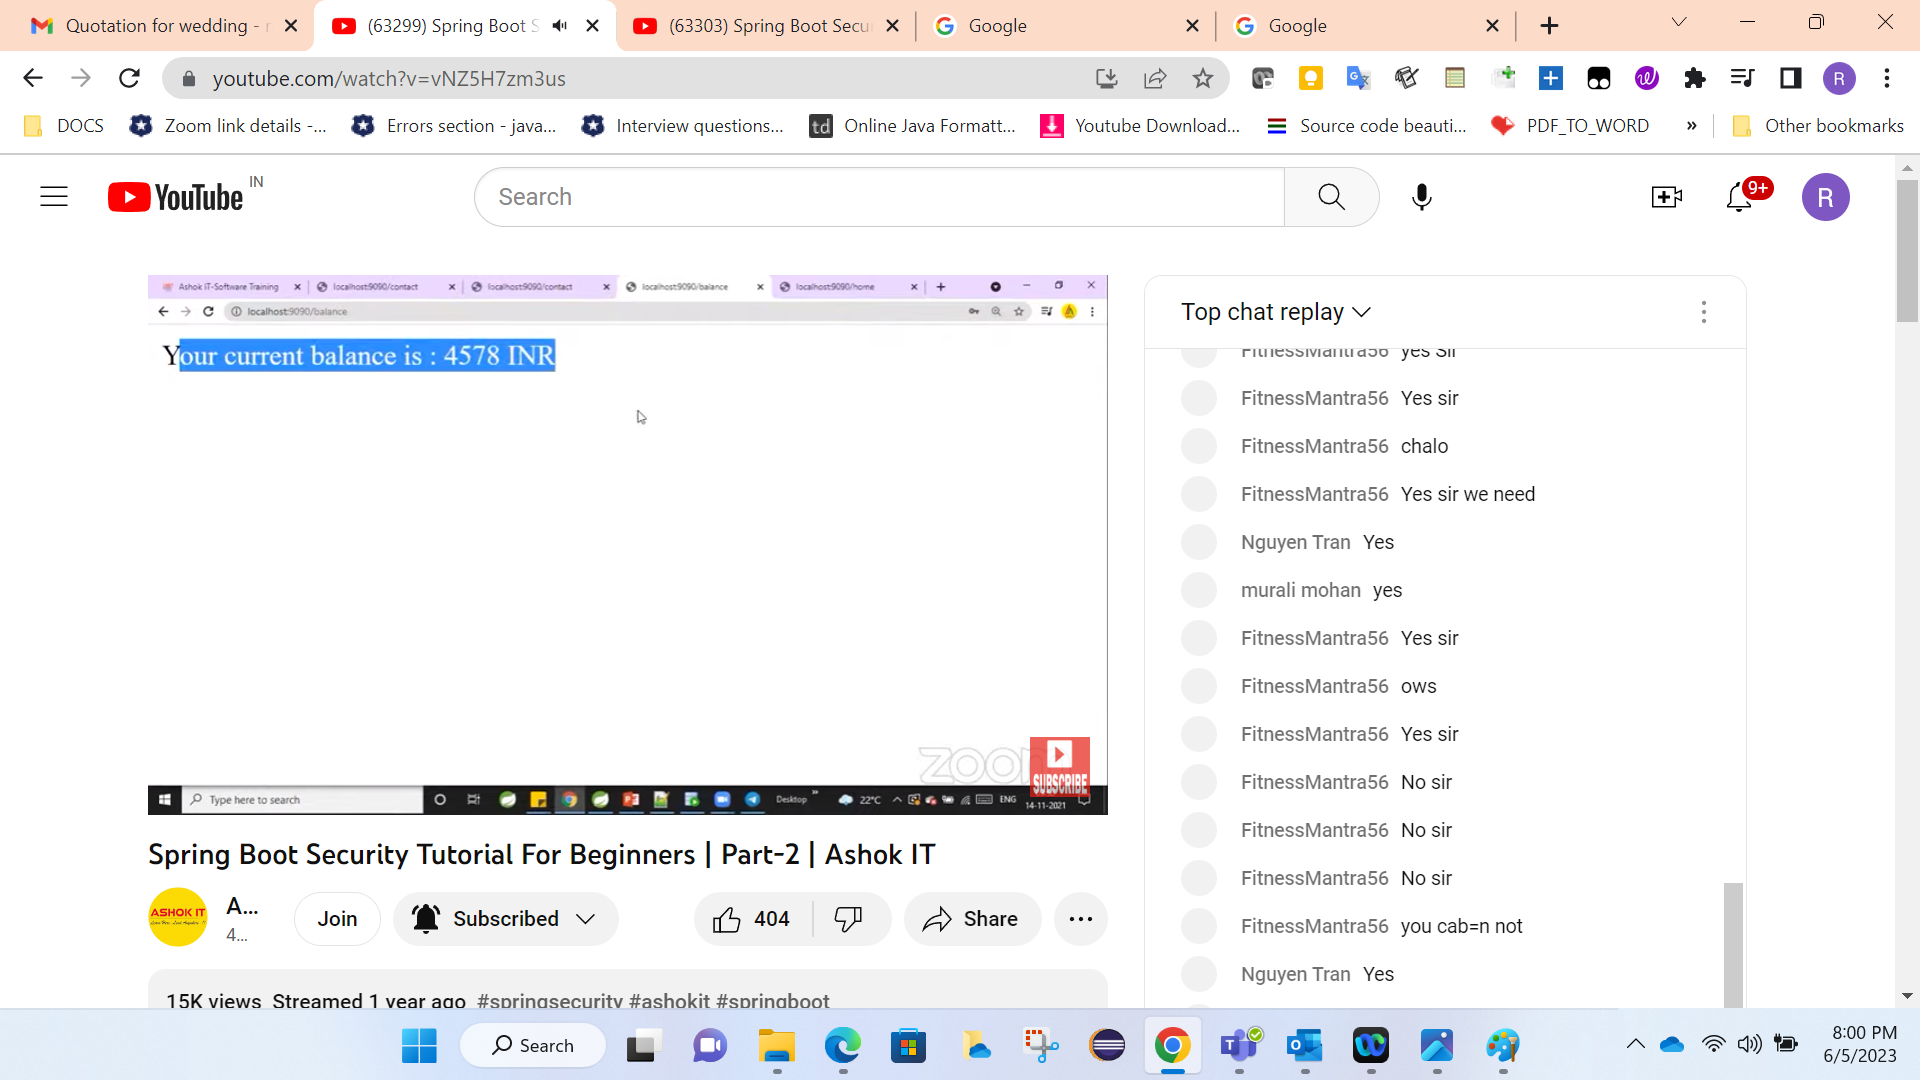 Quotation for wedding - r
(63299) Spring Boot S
(63303) Spring Boot Secu
Google
Google
youtube.com/watch?v=vNZ5H7zm3us
R
DOCS
Zoom link details -...
Errors section - java...
Interview questions...
td
Online Java Formatt...
Youtube Download...
Source code beauti...
PDF_TO_WORD
»
Other bookmarks
YouTube IN
Search
9+
R
Ashok IT-Software Training
localhost:9090/contact
localhost:9090/contact
localhost:9090/balance
localhost:9090/home
localhost:9090/balance
Your current balance is : 4578 INR
SUBSCRIBE
Type here to search
Desktop
22°C
ENG
14-11-2021
Top chat replay
FitnessMantra56 yes Sir
FitnessMantra56 Yes sir
FitnessMantra56 chalo
FitnessMantra56 Yes sir we need
Nguyen Tran Yes
murali mohan yes
FitnessMantra56 Yes sir
FitnessMantra56 ows
FitnessMantra56 Yes sir
FitnessMantra56 No sir
FitnessMantra56 No sir
FitnessMantra56 No sir
FitnessMantra56 you cab=n not
Nguyen Tran Yes
Spring Boot Security Tutorial For Beginners | Part-2 | Ashok IT
ASHOK IT
A...
4...
Join
Subscribed
404
Share
15K views Streamed 1 year ago #springsecurity #ashokit #springboot
Search
8:00 PM
6/5/2023